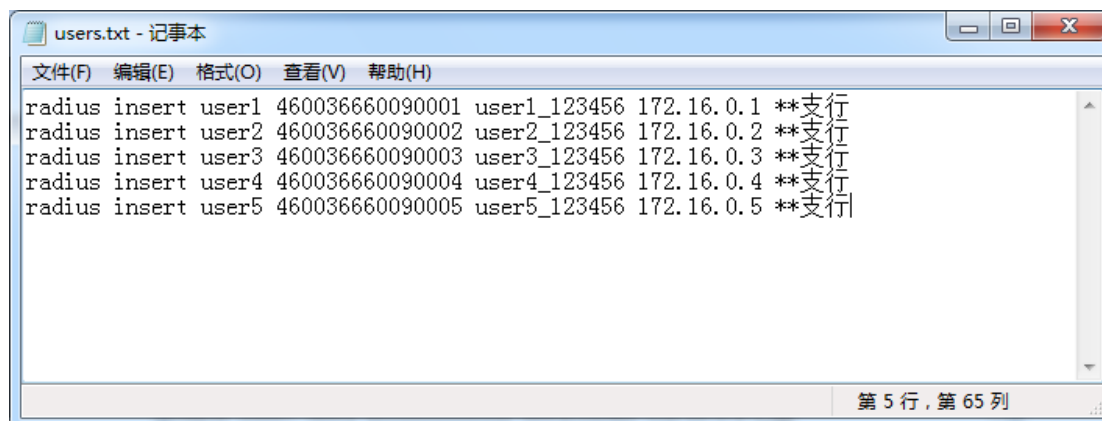 users.txt - 记事本
文件(F) 编辑(E) 格式(O) 查看(V) 帮助(H)
radius insert user1 460036660090001 user1_123456 172.16.0.1 **支行
radius insert user2 460036660090002 user2_123456 172.16.0.2 **支行
radius insert user3 460036660090003 user3_123456 172.16.0.3 **支行
radius insert user4 460036660090004 user4_123456 172.16.0.4 **支行
radius insert user5 460036660090005 user5_123456 172.16.0.5 **支行
第 5 行 , 第 65 列